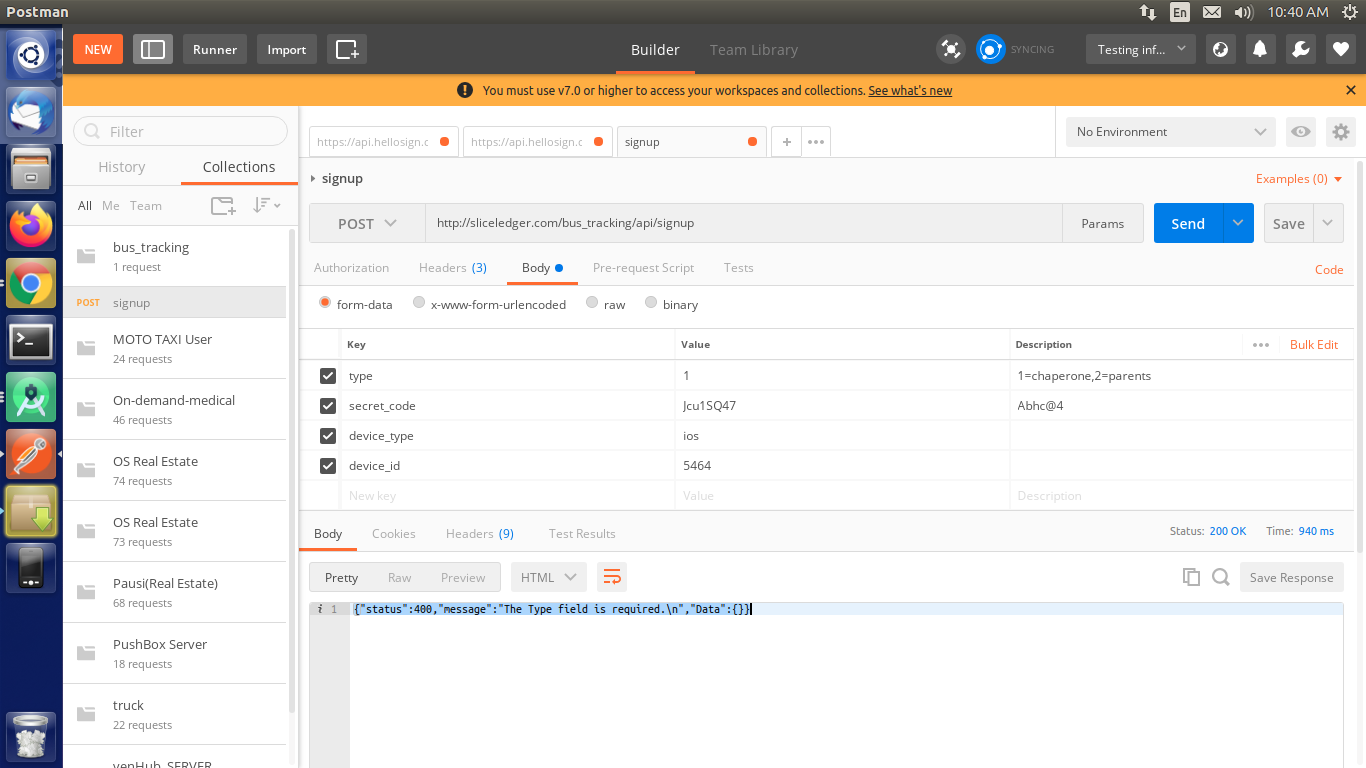 Postman
En
10:40 AM
NEW
Runner
Import
Builder
Team Library
SYNCING
Testing inf...
You must use v7.0 or higher to access your workspaces and collections. See what's new
Filter
History
Collections
All
Me
Team
bus_tracking
1 request
POST
signup
MOTO TAXI User
24 requests
On-demand-medical
46 requests
OS Real Estate
74 requests
OS Real Estate
73 requests
Pausi(Real Estate)
68 requests
PushBox Server
18 requests
truck
22 requests
venHub_SERVER
https://api.hellosign.c
https://api.hellosign.c
signup
No Environment
signup
Examples (0)
POST
http://sliceledger.com/bus_tracking/api/signup
Params
Send
Save
Authorization
Headers (3)
Body
Pre-request Script
Tests
Code
form-data
x-www-form-urlencoded
raw
binary
Key
Value
Description
Bulk Edit
type
1
1=chaperone,2=parents
secret_code
Jcu1SQ47
Abhc@4
device_type
ios
device_id
5464
New key
Value
Description
Body
Cookies
Headers (9)
Test Results
Status: 200 OK
Time: 940 ms
Pretty
Raw
Preview
HTML
Save Response
i 1 {"status":400,"message":"The Type field is required.\n","Data":{}}